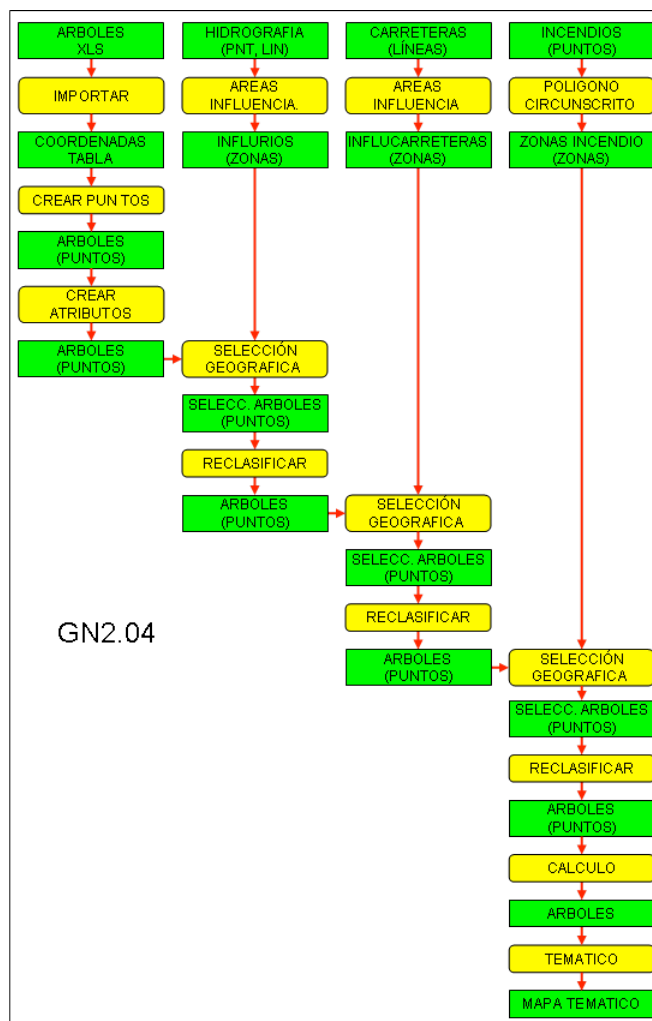 ARBOLES
XLS
HIDROGRAFIA
(PNT, LIN)
CARRETERAS
(LÍNEAS)
INCENDIOS
(PUNTOS)
IMPORTAR
AREAS
INFLUENCIA.
AREAS
INFLUENCIA
POLIGONO
CIRCUNSCRITO
COORDENADAS
TABLA
INFLURIOS
(ZONAS)
INFLUCARRETERAS
(ZONAS)
ZONAS INCENDIO
(ZONAS)
CREAR PUN TOS
ARBOLES
(PUNTOS)
CREAR
ATRIBUTOS
ARBOLES
(PUNTOS)
SELECCIÓN
GEOGRAFICA
SELECC. ARBOLES
(PUNTOS)
RECLASIFICAR
ARBOLES
(PUNTOS)
SELECCIÓN
GEOGRAFICA
SELECC. ARBOLES
(PUNTOS)
RECLASIFICAR
GN2.04
ARBOLES
(PUNTOS)
SELECCIÓN
GEOGRAFICA
SELECC. ARBOLES
(PUNTOS)
RECLASIFICAR
ARBOLES
(PUNTOS)
CALCULO
ARBOLES
TEMATICO
MAPA TEMATICO